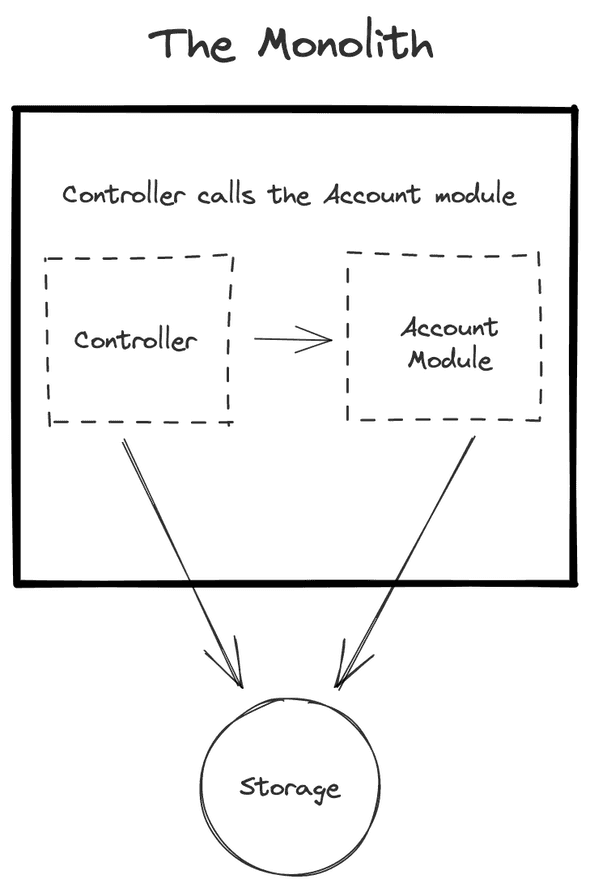 The Monolith
Controller calls the Account module
Controller
Account
Module
Storage